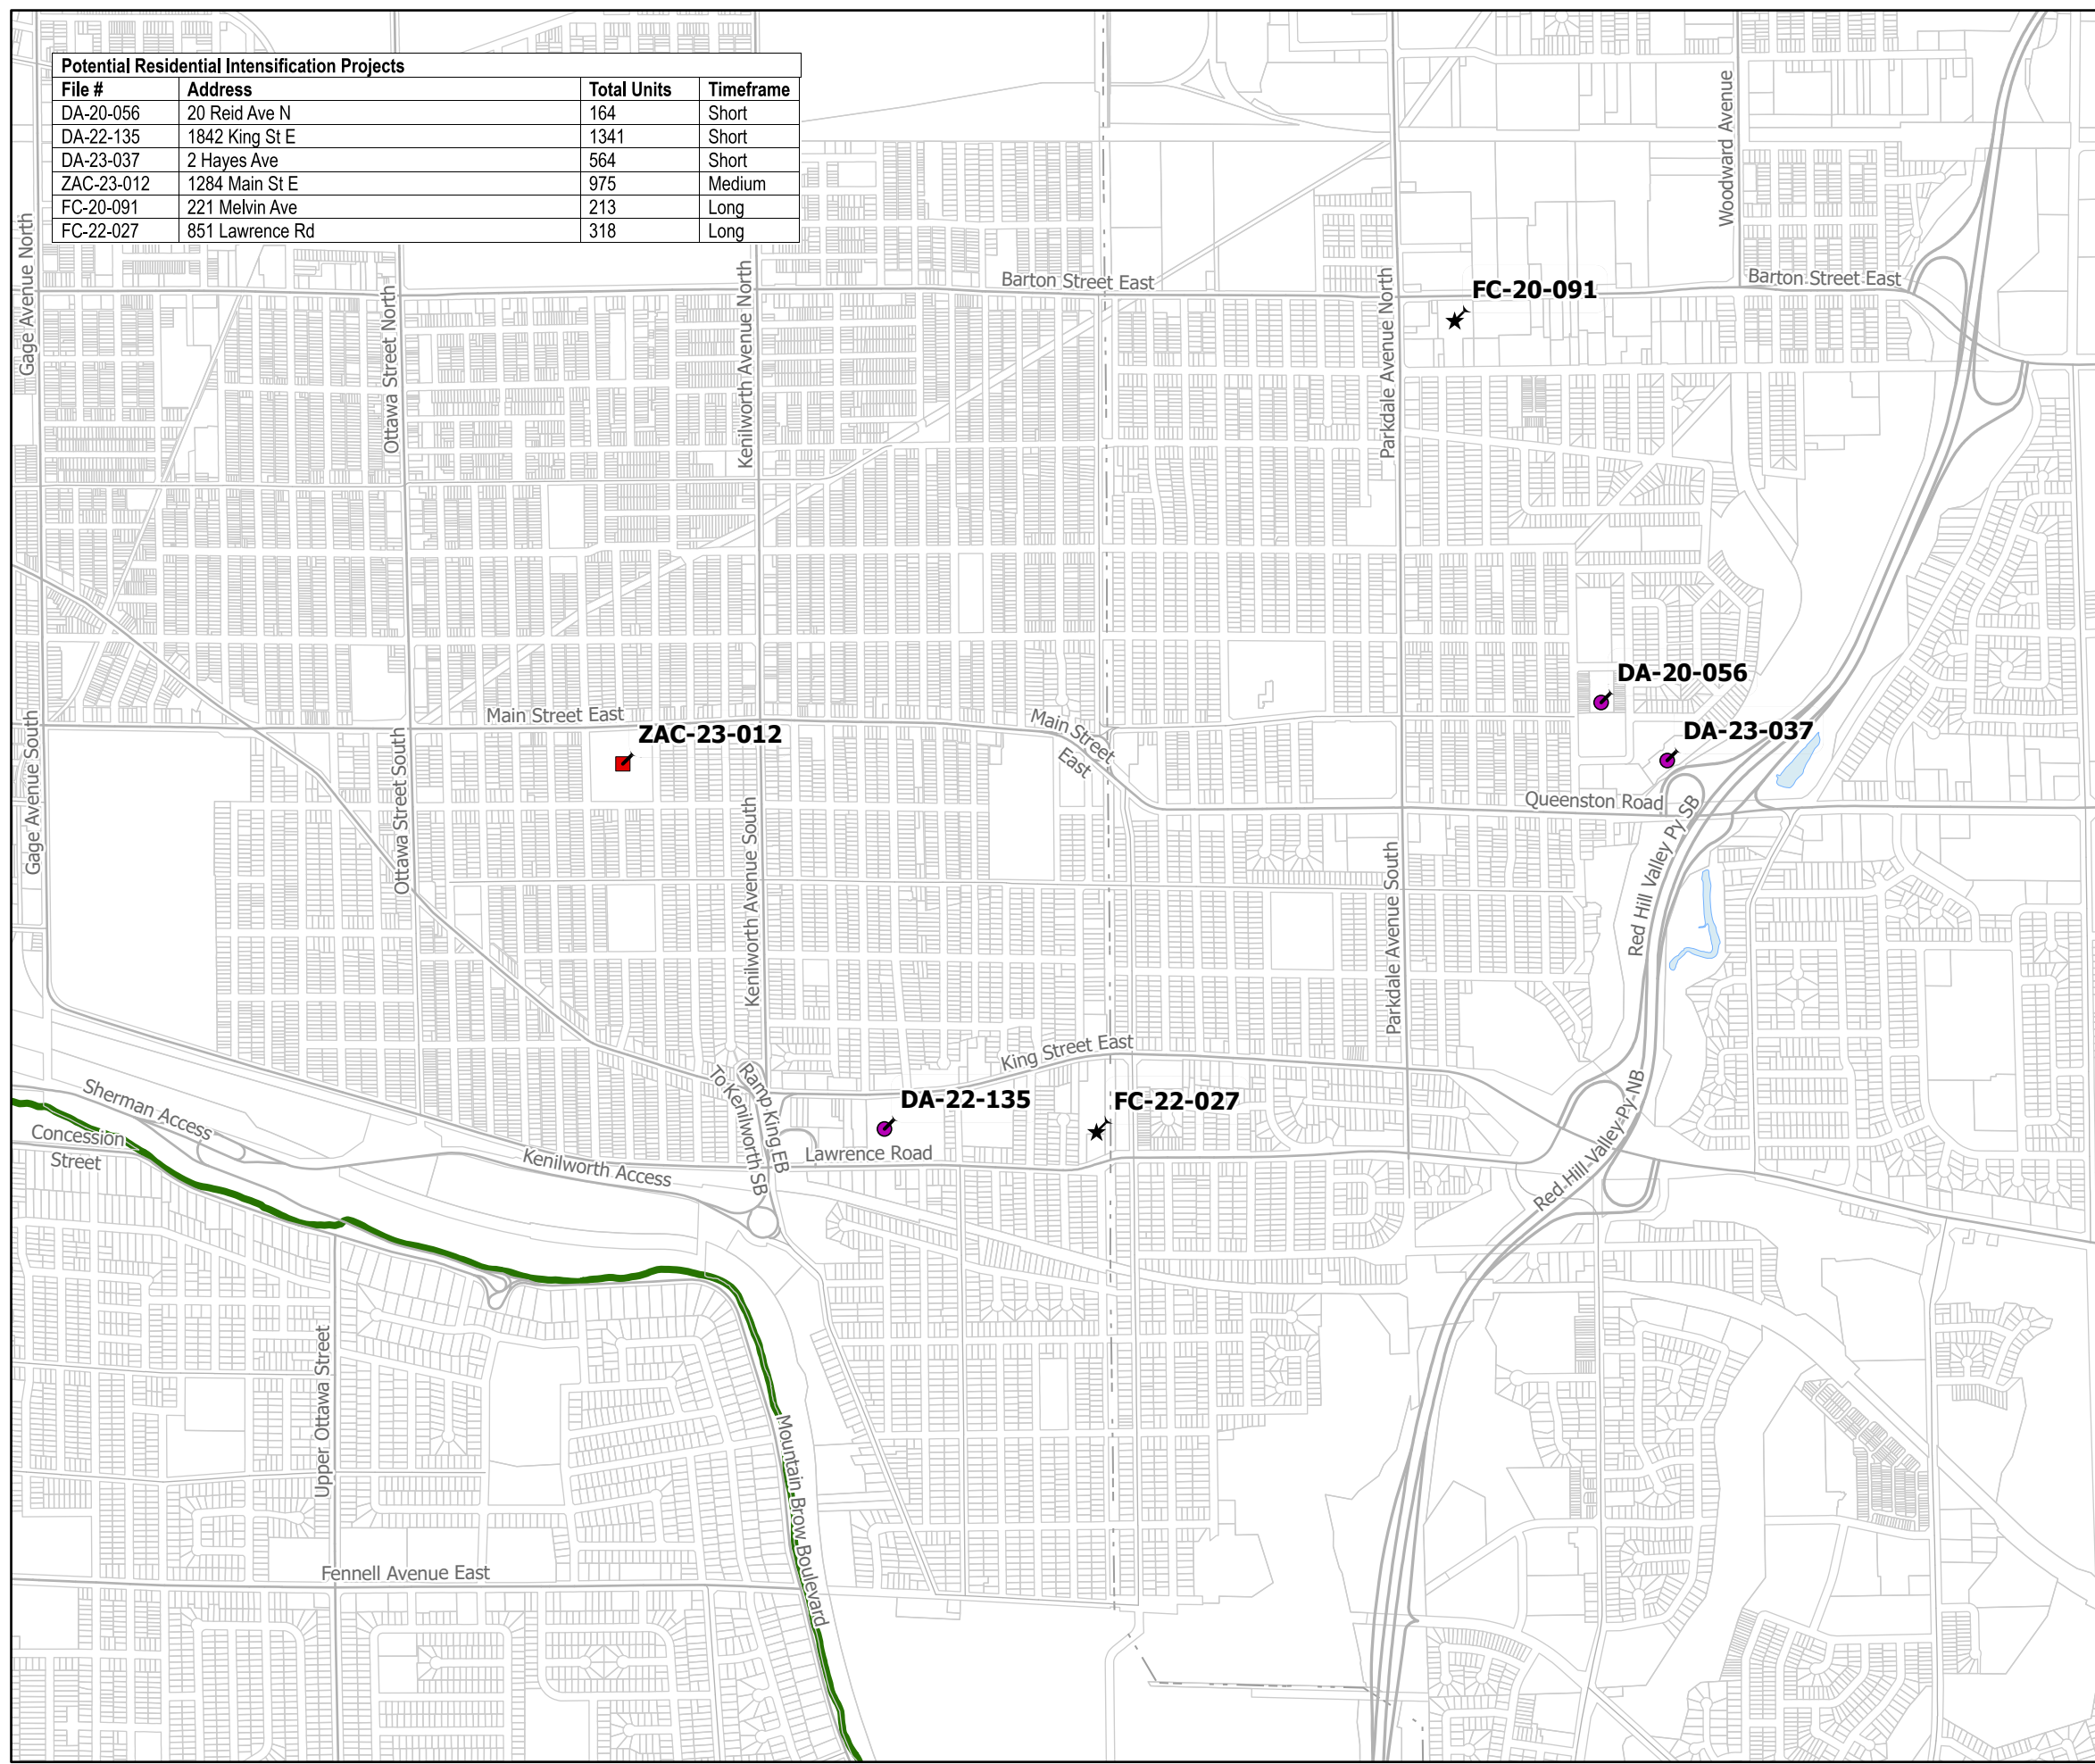 Potential Residential Intensification Projects
File # Address Total Units Timeframe
DA-20-056 20 Reid Ave N 164 Short
DA-22-135 1842 King St E 1341 Short
DA-23-037 2 Hayes Ave 564 Short
ZAC-23-012 1284 Main St E 975 Medium
FC-20-091 221 Melvin Ave 213 Long
FC-22-027 851 Lawrence Rd 318 Long
Woodward Avenue
Gage Avenue North
Ottawa Street North
Kenilworth Avenue North
Barton Street East
Parkdale Avenue North
FC-20-091
Barton Street East
DA-20-056
Main Street East
ZAC-23-012
Main Street
East
DA-23-037
Gage Avenue South
Ottawa Street South
Kenilworth Avenue South
Queenston Road
Parkdale Avenue South
Red Hill Valley Py SB
King Street East
Sherman Access
Concession
Street
Kenilworth Access
Ramp King EB
To Kenilworth SB
DA-22-135
FC-22-027
Lawrence Road
Red Hill Valley Py NB
Upper Ottawa Street
Mountain Brow Boulevard
Fennell Avenue East